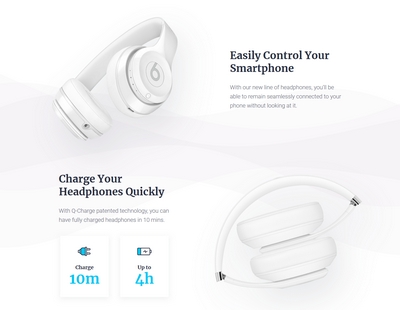 Easily Control Your
Smartphone
With our new line of headphones, you'll be
able to remain seamlessly connected to your
phone without looking at it.
Charge Your
Headphones Quickly
With Q-Charge patented technology, you can
have fully charged headphones in 10 mins.
Charge
Up to
10m
4h